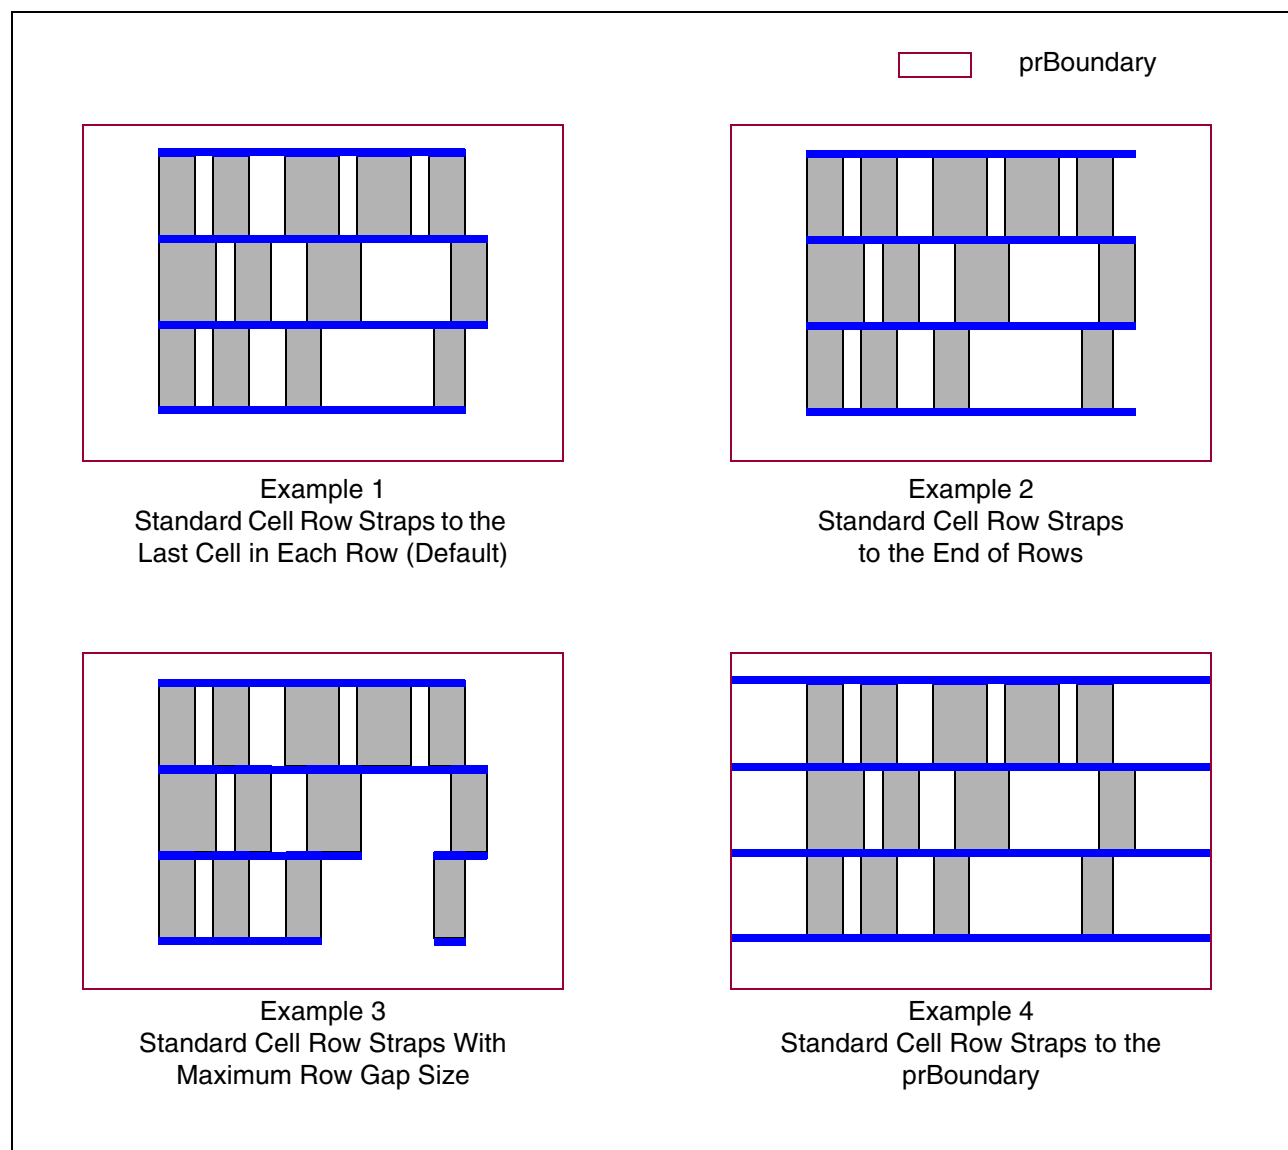 prBoundary
Example 1
Standard Cell Row Straps to the
Last Cell in Each Row (Default)
Example 2
Standard Cell Row Straps
to the End of Rows
Example 3
Standard Cell Row Straps With
Maximum Row Gap Size
Example 4
Standard Cell Row Straps to the
prBoundary